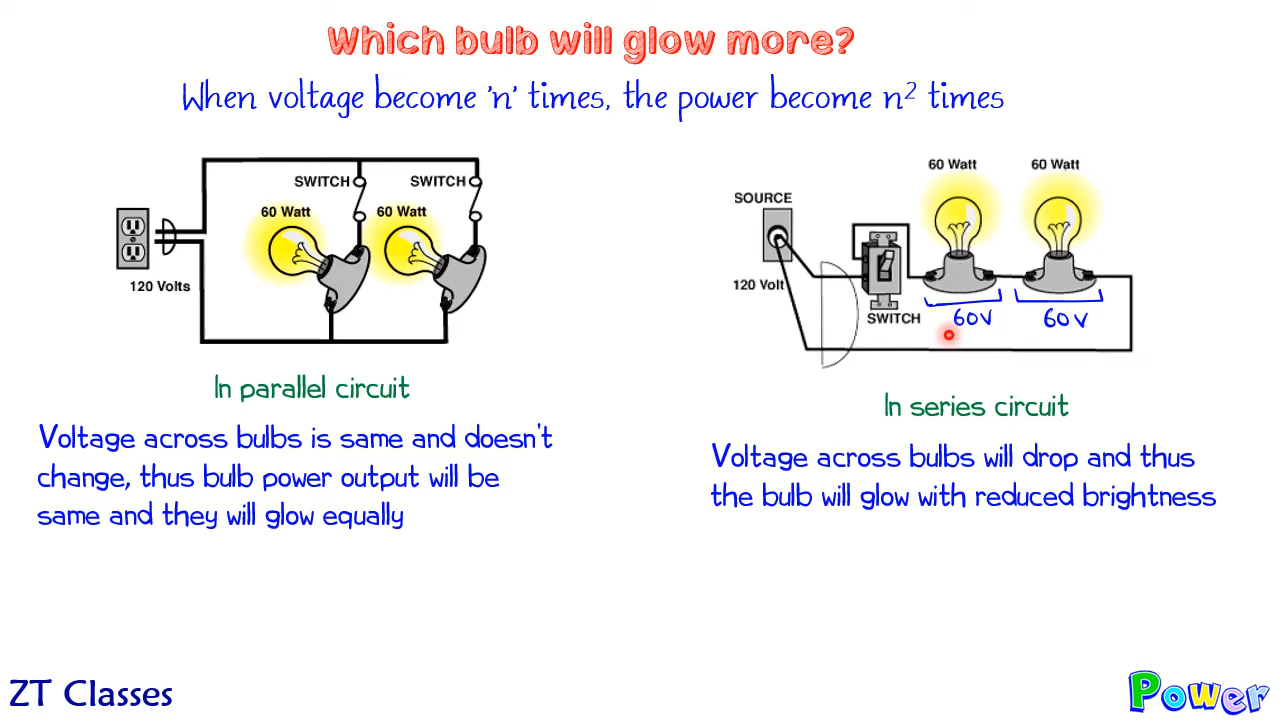 Which bulb will glow more?
When voltage become 'n' times, the power become n² times
SWITCH
SWITCH
60 Watt
60 Watt
120 Volts
In parallel circuit
Voltage across bulbs is same and doesn't
change, thus bulb power output will be
same and they will glow equally
60 Watt
60 Watt
SOURCE
120 Volt
SWITCH
60V
60V
In series circuit
Voltage across bulbs will drop and thus
the bulb will glow with reduced brightness
ZT Classes
Power